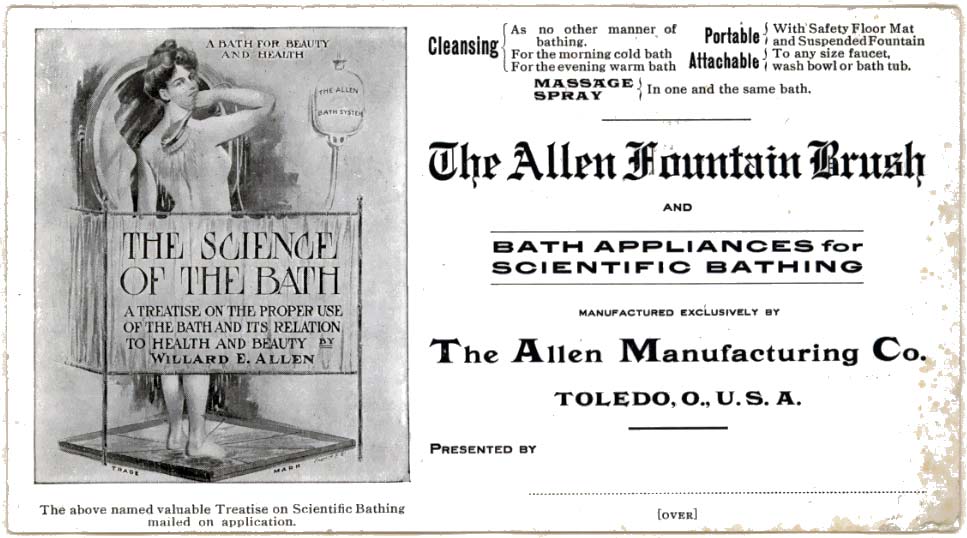 A BATH FOR BEAUTY
AND HEALTH
THE ALLEN
BATH SYSTEM
THE SCIENCE
OF THE BATH
A TREATISE ON THE PROPER USE
OF THE BATH AND ITS RELATION
TO HEALTH AND BEAUTY BY
WILLARD E. ALLEN
TRADE MARK
The above named valuable Treatise on Scientific Bathing
mailed on application.
Cleansing
As no other manner of
bathing.
For the morning cold bath
For the evening warm bath
Portable
With Safety Floor Mat
and Suspended Fountain
Attachable
To any size faucet,
wash bowl or bath tub.
MASSAGE
SPRAY
In one and the same bath.
The Allen Fountain Brush
AND
BATH APPLIANCES for
SCIENTIFIC BATHING
MANUFACTURED EXCLUSIVELY BY
The Allen Manufacturing Co.
TOLEDO, O., U. S. A.
PRESENTED BY
[OVER]